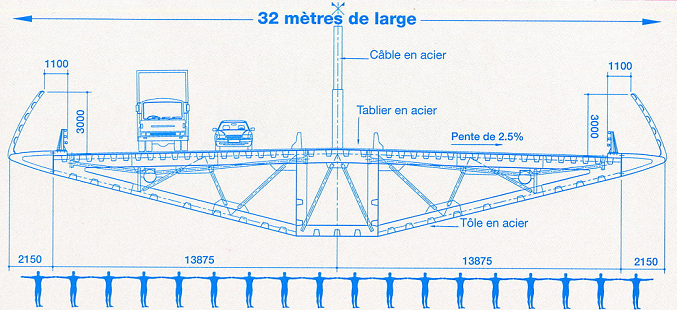 32 mètres de large
1100
1100
Câble en acier
3000
3000
Tablier en acier
Pente de 2.5%
Tôle en acier
2150
13875
13875
2150